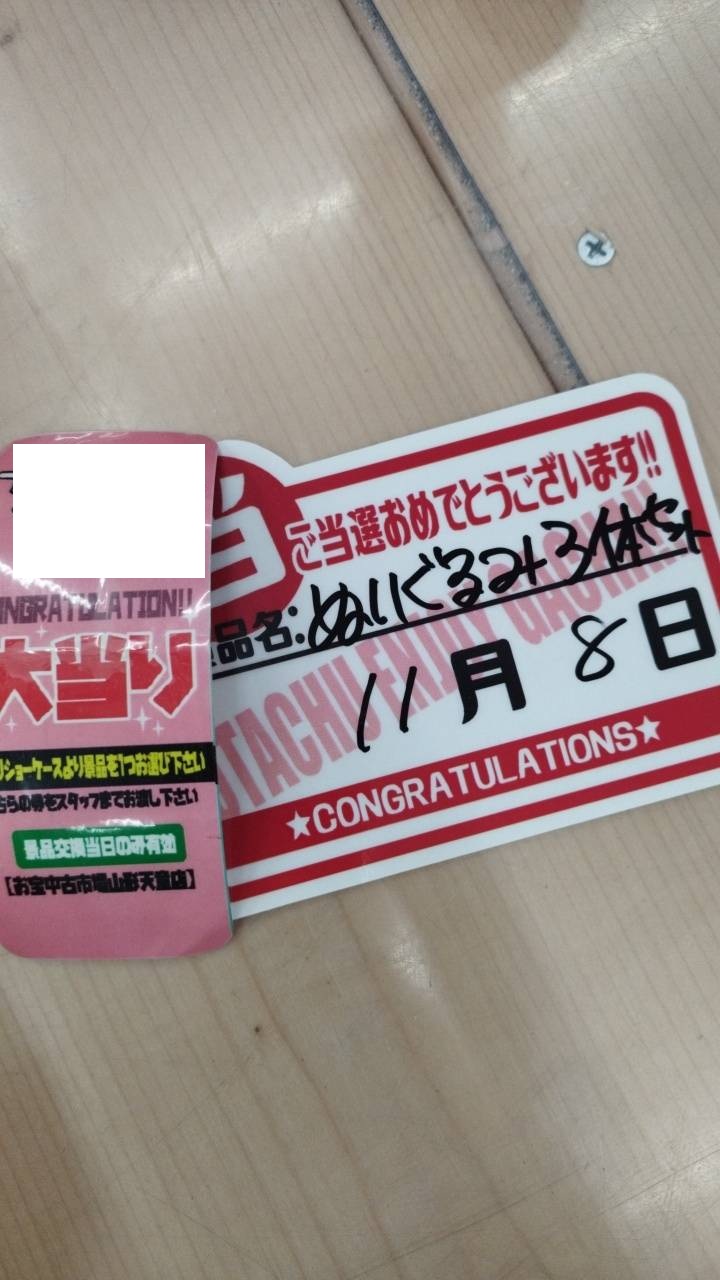 CONGRATULATION!!
大当り
ショーケースより景品を1つお選び下さい
ちらの券をスタッフまでお渡し下さい
景品交換当日のみ有効
【お宝中古市場山形天童店】
当
ご当選おめでとうございます!!
景品名:ぬいぐるみ3体セット
11月8日
ENJOY GACHA!!
★CONGRATULATIONS★